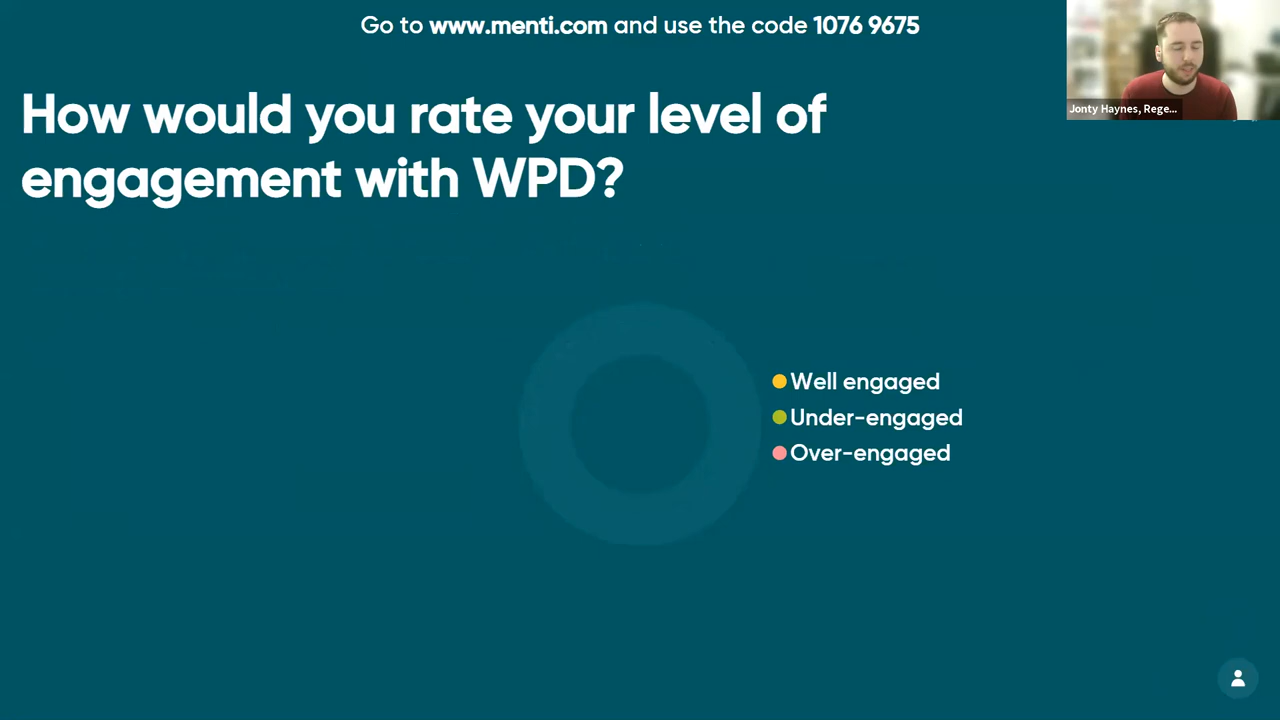 Go to www.menti.com and use the code 1076 9675
How would you rate your level of
engagement with WPD?
Jonty Haynes, Rege...
Well engaged
Under-engaged
Over-engaged